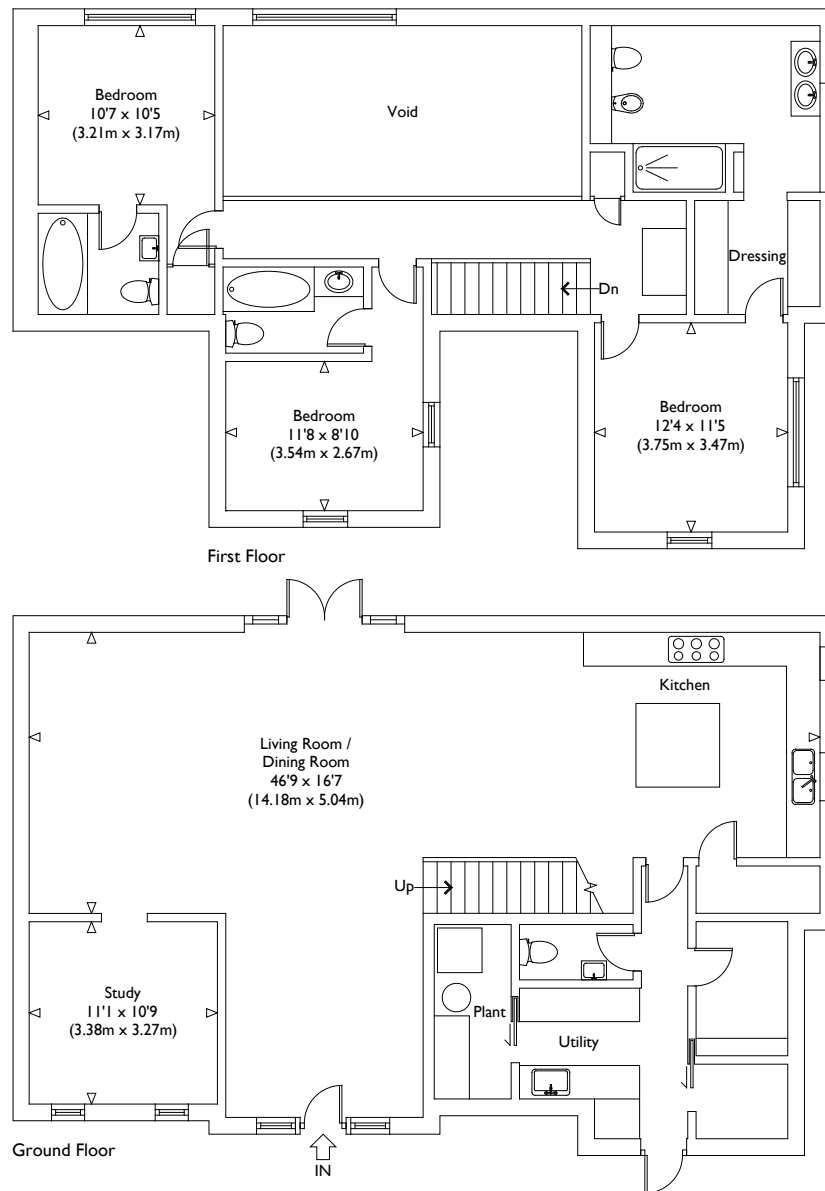 Bedroom
10'7 x 10'5
(3.21m x 3.17m)
Void
Dressing
Dn
Bedroom
11'8 x 8'10
(3.54m x 2.67m)
Bedroom
12'4 x 11'5
(3.75m x 3.47m)
First Floor
Kitchen
Living Room /
Dining Room
46'9 x 16'7
(14.18m x 5.04m)
Up
Study
11'1 x 10'9
(3.38m x 3.27m)
Plant
Utility
Ground Floor
IN